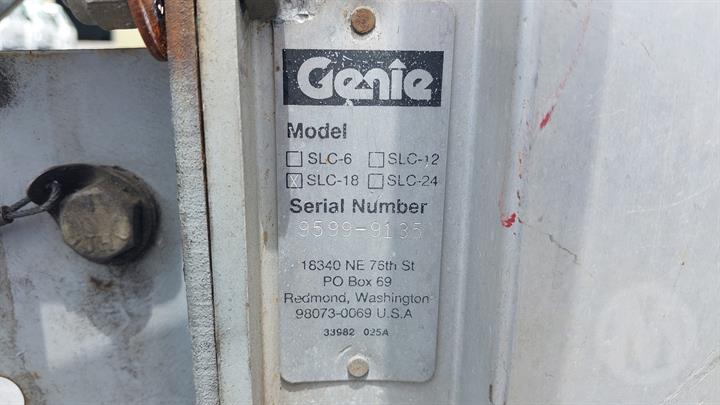 Genie
Model
☐ SLC-6 ☐ SLC-12
☒ SLC-18 ☐ SLC-24
Serial Number
9599-9135
18340 NE 76th St
PO Box 69
Redmond, Washington
98073-0069 U.S.A
33982 025A